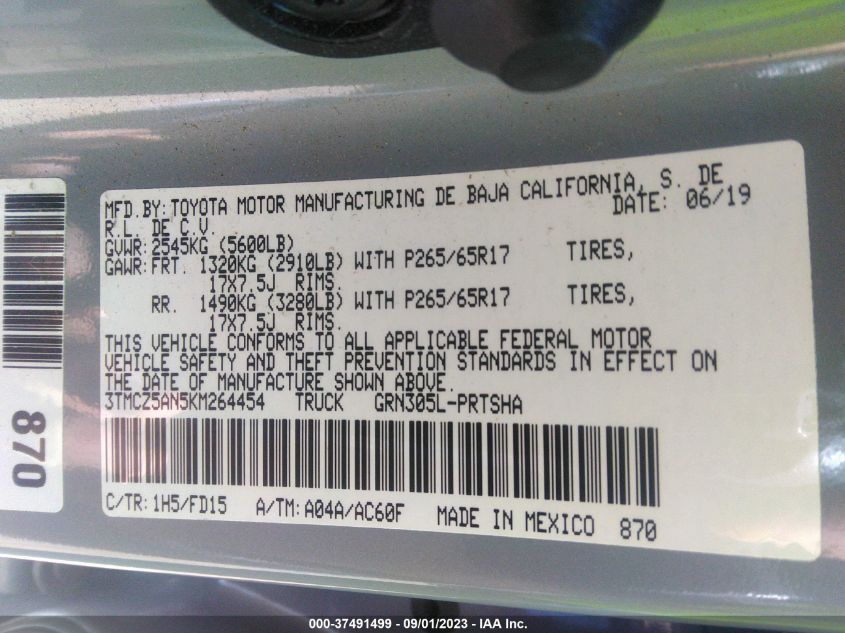 MFD.BY:TOYOTA MOTOR MANUFACTURING DE BAJA CALIFORNIA, S. DE
R.L. DE C.V. DATE: 06/19
GVWR:2545KG (5600LB)
GAWR:FRT. 1320KG (2910LB) WITH P265/65R17 TIRES,
17X7.5J RIMS.
RR. 1490KG (3280LB) WITH P265/65R17 TIRES,
17X7.5J RIMS.
THIS VEHICLE CONFORMS TO ALL APPLICABLE FEDERAL MOTOR
VEHICLE SAFETY AND THEFT PREVENTION STANDARDS IN EFFECT ON
THE DATE OF MANUFACTURE SHOWN ABOVE.
3TMCZ5AN5KM264454 TRUCK GRN305L-PRTSHA
C/TR:1H5/FD15 A/TM:A04A/AC60F MADE IN MEXICO 870
870
000-37491499 - 09/01/2023 - IAA Inc.